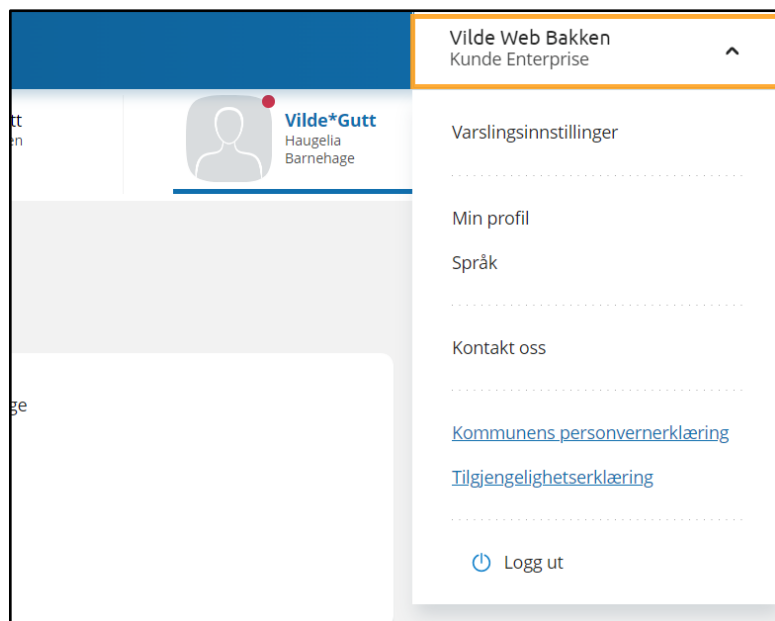 Vilde Web Bakken
Kunde Enterprise
tt
en
Vilde*Gutt
Haugelia
Barnehage
ge
Varslingsinnstillinger
Min profil
Språk
Kontakt oss
Kommunens personvernerklæring
Tilgjengelighetserklæring
Logg ut